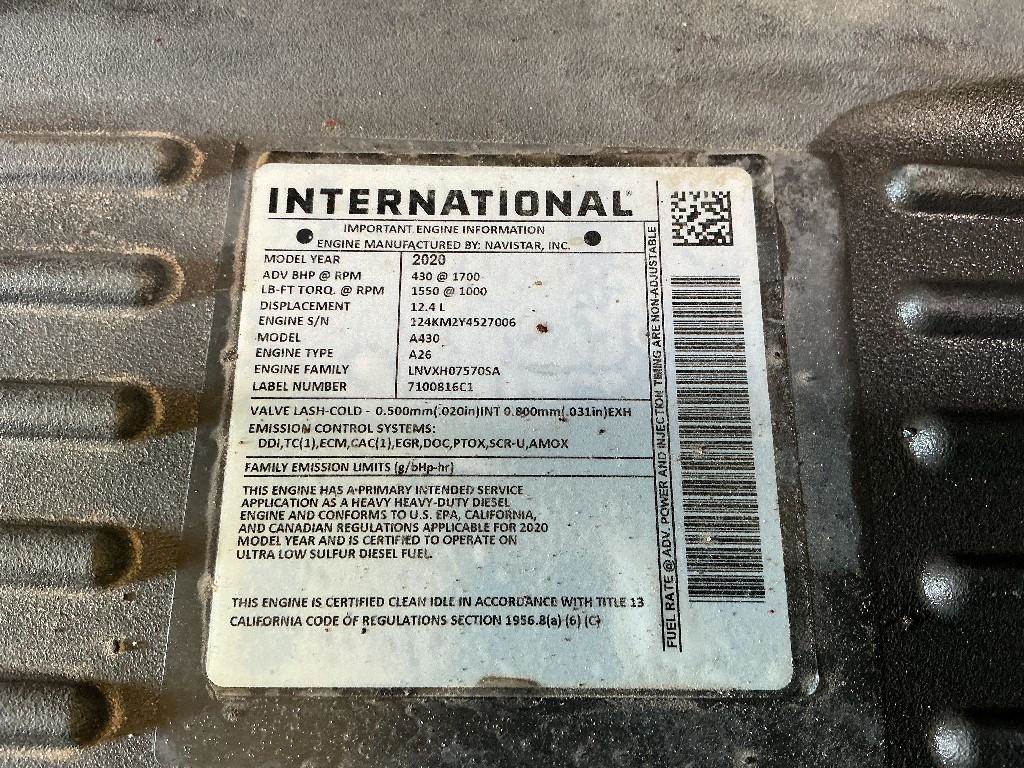 INTERNATIONAL®
IMPORTANT ENGINE INFORMATION
ENGINE MANUFACTURED BY: NAVISTAR, INC.
MODEL YEAR 2020
ADV BHP @ RPM 430 @ 1700
LB-FT TORQ. @ RPM 1550 @ 1000
DISPLACEMENT 12.4 L
ENGINE S/N 124KM2Y4527006
MODEL A430
ENGINE TYPE A26
ENGINE FAMILY LNVXH07570SA
LABEL NUMBER 7100816C1
VALVE LASH-COLD - 0.500mm(.020in)INT 0.800mm(.031in)EXH
EMISSION CONTROL SYSTEMS:
DDI,TC(1),ECM,CAC(1),EGR,DOC,PTOX,SCR-U,AMOX
FAMILY EMISSION LIMITS (g/bHp-hr)
THIS ENGINE HAS A PRIMARY INTENDED SERVICE
APPLICATION AS A HEAVY HEAVY-DUTY DIESEL
ENGINE AND CONFORMS TO U.S. EPA, CALIFORNIA,
AND CANADIAN REGULATIONS APPLICABLE FOR 2020
MODEL YEAR AND IS CERTIFIED TO OPERATE ON
ULTRA LOW SULFUR DIESEL FUEL.
THIS ENGINE IS CERTIFIED CLEAN IDLE IN ACCORDANCE WITH TITLE 13
CALIFORNIA CODE OF REGULATIONS SECTION 1956.8(a) (6) (C)
FUEL RATE @ ADV. POWER AND INJECTION TIMING ARE NON-ADJUSTABLE